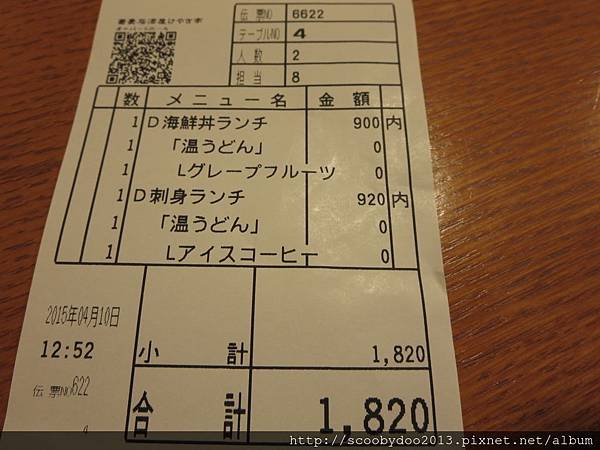 伝票NO 6622
テーブルNO 4
人数 2
担当 8
数 メニュー名 金額
1 D海鮮丼ランチ 900 内
1 「温うどん」 0
1 Lグレープフルーツ 0
1 D刺身ランチ 920 内
1 「温うどん」 0
1 Lアイスコーヒー 0
2015年04月10日
12:52
小計 1,820
伝票NO622
合計 1,820
http://scoobydoo2013.pixnet.net/album